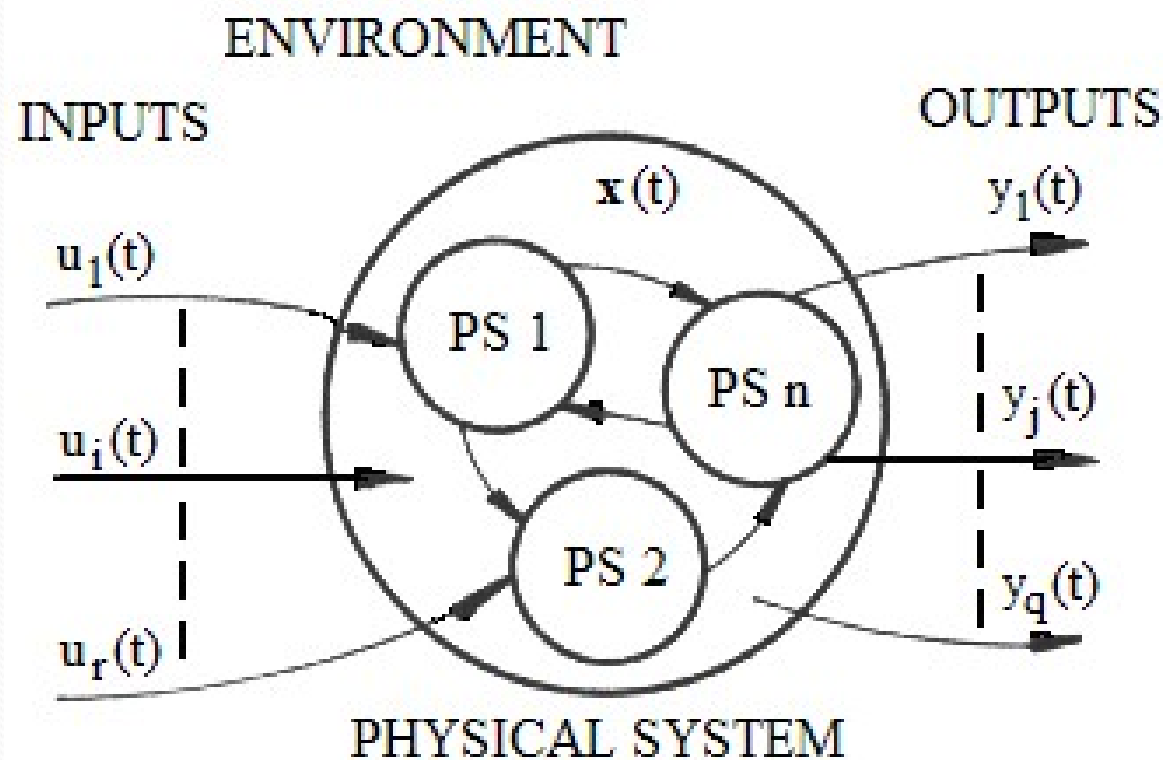 ENVIRONMENT
INPUTS
OUTPUTS
x(t)
y1(t)
u1(t)
PS 1
PS n
yj(t)
ui(t)
PS 2
yq(t)
ur(t)
PHYSICAL SYSTEM